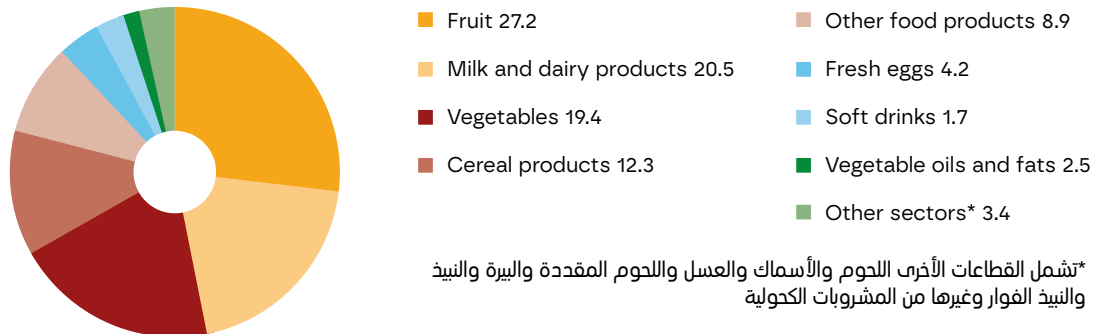 Fruit 27.2
Milk and dairy products 20.5
Vegetables 19.4
Cereal products 12.3
Other food products 8.9
Fresh eggs 4.2
Soft drinks 1.7
Vegetable oils and fats 2.5
Other sectors* 3.4
*تشمل القطاعات الأخرى اللحوم والأسماك والعسل واللحوم المقددة والبيرة والنبيذ
والنبيذ الفوار وغيرها من المشروبات الكحولية